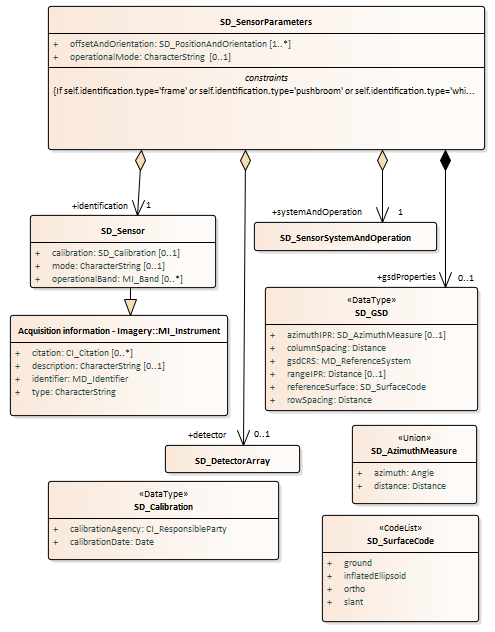 SD_SensorParameters
+ offsetAndOrientation: SD_PositionAndOrientation [1..*]
+ operationalMode: CharacterString [0..1]
constraints
{If self.identification.type='frame' or self.identification.type='pushbroom' or self.identification.type='whi...
+identification 1
+systemAndOperation 1
SD_Sensor
+ calibration: SD_Calibration [0..1]
+ mode: CharacterString [0..1]
+ operationalBand: MI_Band [0..*]
SD_SensorSystemAndOperation
+gsdProperties 0..1
«DataType»
SD_GSD
+ azimuthIPR: SD_AzimuthMeasure [0..1]
+ columnSpacing: Distance
+ gsdCRS: MD_ReferenceSystem
+ rangeIPR: Distance [0..1]
+ referenceSurface: SD_SurfaceCode
+ rowSpacing: Distance
Acquisition information - Imagery::MI_Instrument
+ citation: CI_Citation [0..*]
+ description: CharacterString [0..1]
+ identifier: MD_Identifier
+ type: CharacterString
+detector 0..1
SD_DetectorArray
«Union»
SD_AzimuthMeasure
+ azimuth: Angle
+ distance: Distance
«DataType»
SD_Calibration
+ calibrationAgency: CI_ResponsibleParty
+ calibrationDate: Date
«CodeList»
SD_SurfaceCode
+ ground
+ inflatedEllipsoid
+ ortho
+ slant